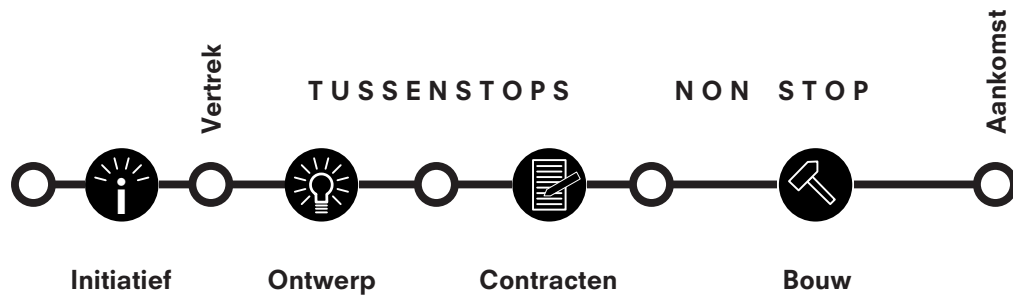 Vertrek
TUSSENSTOPS
NON STOP
Aankomst
Initiatief
Ontwerp
Contracten
Bouw